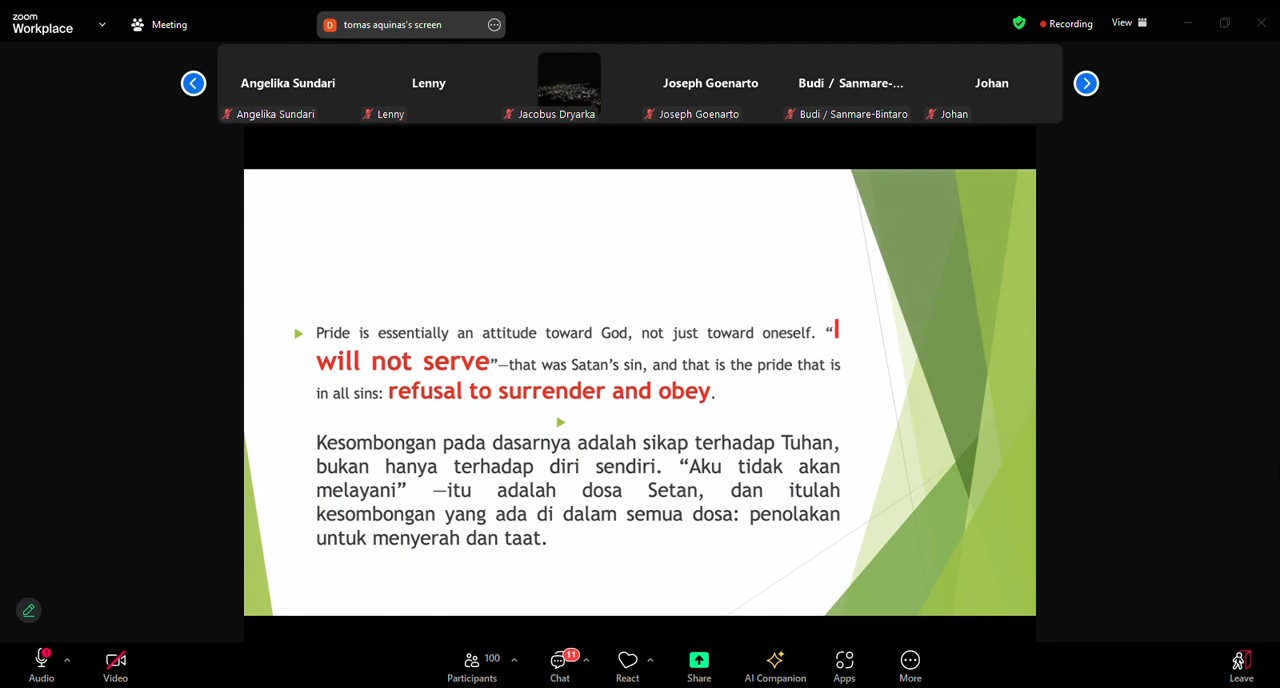 zoom
Workplace
Meeting
D tomas aquinas's screen
Recording
View
Angelika Sundari
Lenny
Joseph Goenarto
Budi / Sanmare-...
Johan
Angelika Sundari
Lenny
Jacobus Dryarka
Joseph Goenarto
Budi / Sanmare-Bintaro
Johan
Pride is essentially an attitude toward God, not just toward oneself. “I
will not serve”—that was Satan’s sin, and that is the pride that is
in all sins: refusal to surrender and obey.
Kesombongan pada dasarnya adalah sikap terhadap Tuhan,
bukan hanya terhadap diri sendiri. “Aku tidak akan
melayani” —itu adalah dosa Setan, dan itulah
kesombongan yang ada di dalam semua dosa: penolakan
untuk menyerah dan taat.
100
11
Audio
Video
Participants
Chat
React
Share
AI Companion
Apps
More
Leave